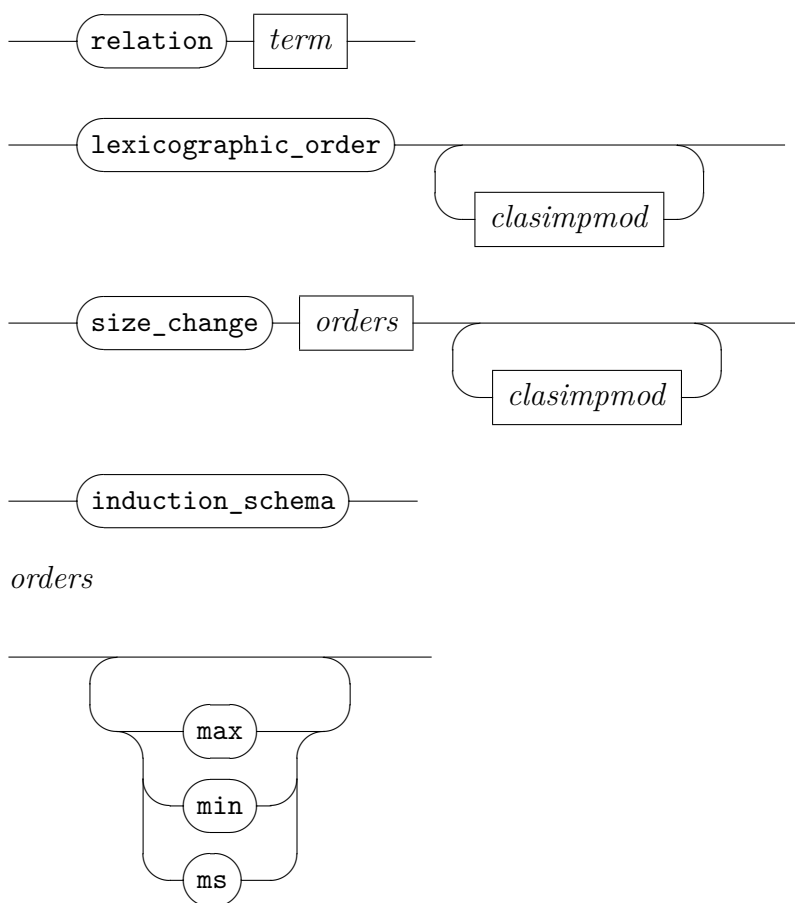 relation term
lexicographic_order
clasimpmod
size_change orders
clasimpmod
induction_schema
orders
max
min
ms